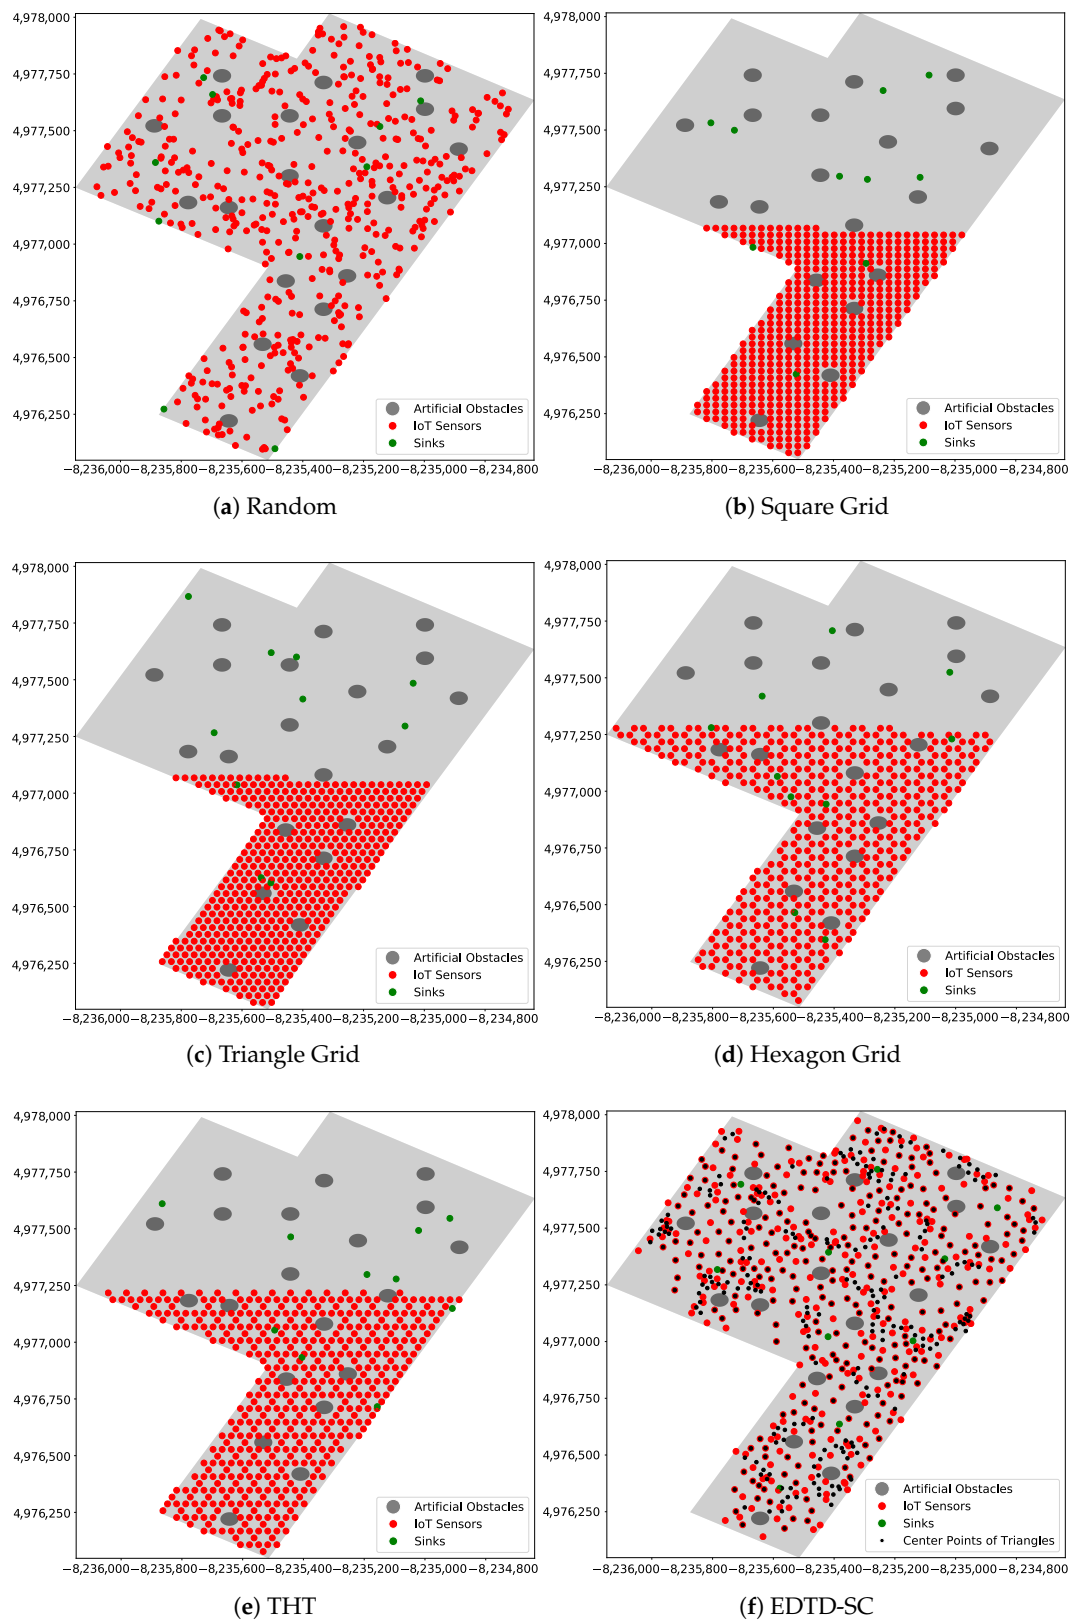 4,978,000
4,977,750
4,977,500
4,977,250
4,977,000
4,976,750
4,976,500
4,976,250
Artificial Obstacles
IoT Sensors
Sinks
−8,236,000 −8,235,800 −8,235,600 −8,235,400 −8,235,200 −8,235,000 −8,234,800
(a) Random
4,978,000
4,977,750
4,977,500
4,977,250
4,977,000
4,976,750
4,976,500
4,976,250
Artificial Obstacles
IoT Sensors
Sinks
−8,236,000 −8,235,800 −8,235,600 −8,235,400 −8,235,200 −8,235,000 −8,234,800
(b) Square Grid
4,978,000
4,977,750
4,977,500
4,977,250
4,977,000
4,976,750
4,976,500
4,976,250
Artificial Obstacles
IoT Sensors
Sinks
−8,236,000 −8,235,800 −8,235,600 −8,235,400 −8,235,200 −8,235,000 −8,234,800
(c) Triangle Grid
4,978,000
4,977,750
4,977,500
4,977,250
4,977,000
4,976,750
4,976,500
4,976,250
Artificial Obstacles
IoT Sensors
Sinks
−8,236,000 −8,235,800 −8,235,600 −8,235,400 −8,235,200 −8,235,000 −8,234,800
(d) Hexagon Grid
4,978,000
4,977,750
4,977,500
4,977,250
4,977,000
4,976,750
4,976,500
4,976,250
Artificial Obstacles
IoT Sensors
Sinks
−8,236,000 −8,235,800 −8,235,600 −8,235,400 −8,235,200 −8,235,000 −8,234,800
(e) THT
4,978,000
4,977,750
4,977,500
4,977,250
4,977,000
4,976,750
4,976,500
4,976,250
Artificial Obstacles
IoT Sensors
Sinks
Center Points of Triangles
−8,236,000 −8,235,800 −8,235,600 −8,235,400 −8,235,200 −8,235,000 −8,234,800
(f) EDTD-SC